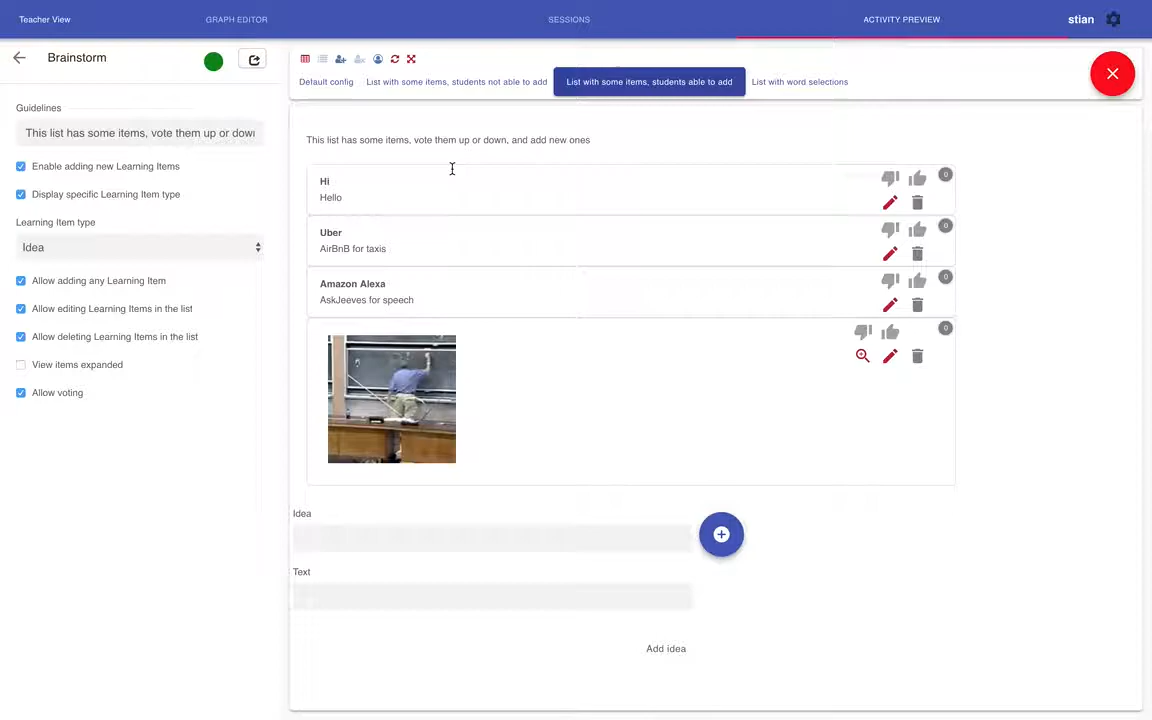 Teacher View
GRAPH EDITOR
SESSIONS
ACTIVITY PREVIEW
stian
Brainstorm
Guidelines
This list has some items, vote them up or down
Enable adding new Learning Items
Display specific Learning Item type
Learning Item type
Idea
Allow adding any Learning Item
Allow editing Learning Items in the list
Allow deleting Learning Items in the list
View items expanded
Allow voting
Default config
List with some items, students not able to add
List with some items, students able to add
List with word selections
This list has some items, vote them up or down, and add new ones
Hi
Hello
0
Uber
AirBnB for taxis
0
Amazon Alexa
AskJeeves for speech
0
0
Idea
Text
Add idea